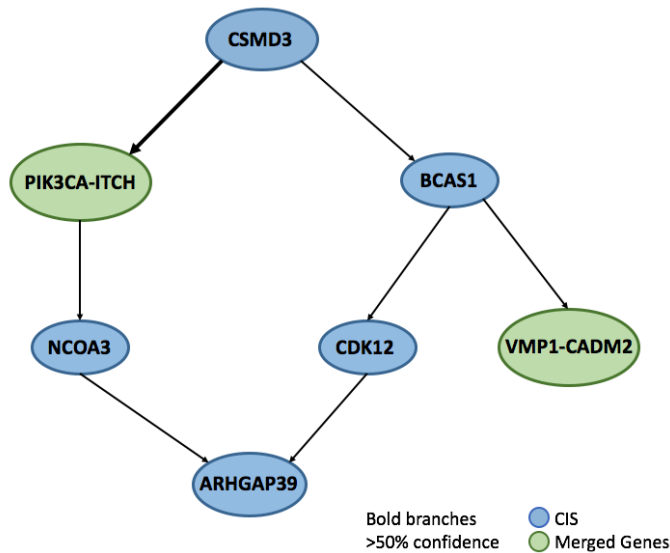 CSMD3
PIK3CA-ITCH
BCAS1
NCOA3
CDK12
VMP1-CADM2
ARHGAP39
Bold branches
>50% confidence
CIS
Merged Genes